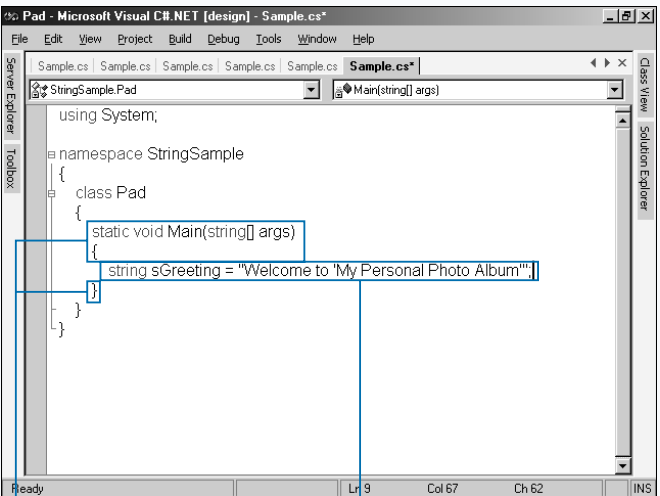 Pad - Microsoft Visual C#.NET [design] - Sample.cs*
File Edit View Project Build Debug Tools Window Help
Sample.cs Sample.cs Sample.cs Sample.cs Sample.cs Sample.cs*
StringSample.Pad Main(string[] args)
Server Explorer
Toolbox
Class View
Solution Explorer
using System;
namespace StringSample
{
class Pad
{
static void Main(string[] args)
{
string sGreeting = "Welcome to 'My Personal Photo Album'";
}
}
}
Ready Ln 9 Col 67 Ch 62 INS